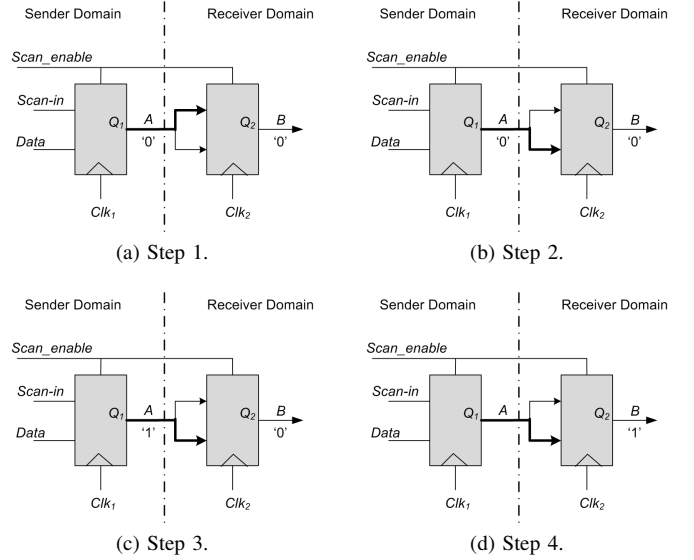 Sender Domain
Receiver Domain
Scan_enable
Scan-in
Data
Q1
A
'0'
Q2
B
'0'
Clk1
Clk2
(a) Step 1.
Sender Domain
Receiver Domain
Scan_enable
Scan-in
Data
Q1
A
'0'
Q2
B
'0'
Clk1
Clk2
(b) Step 2.
Sender Domain
Receiver Domain
Scan_enable
Scan-in
Data
Q1
A
'1'
Q2
B
'0'
Clk1
Clk2
(c) Step 3.
Sender Domain
Receiver Domain
Scan_enable
Scan-in
Data
Q1
A
Q2
B
'1'
Clk1
Clk2
(d) Step 4.